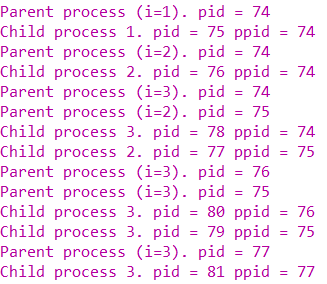 Parent process (i=1). pid = 74
Child process 1. pid = 75 ppid = 74
Parent process (i=2). pid = 74
Child process 2. pid = 76 ppid = 74
Parent process (i=3). pid = 74
Parent process (i=2). pid = 75
Child process 3. pid = 78 ppid = 74
Child process 2. pid = 77 ppid = 75
Parent process (i=3). pid = 76
Parent process (i=3). pid = 75
Child process 3. pid = 80 ppid = 76
Child process 3. pid = 79 ppid = 75
Parent process (i=3). pid = 77
Child process 3. pid = 81 ppid = 77